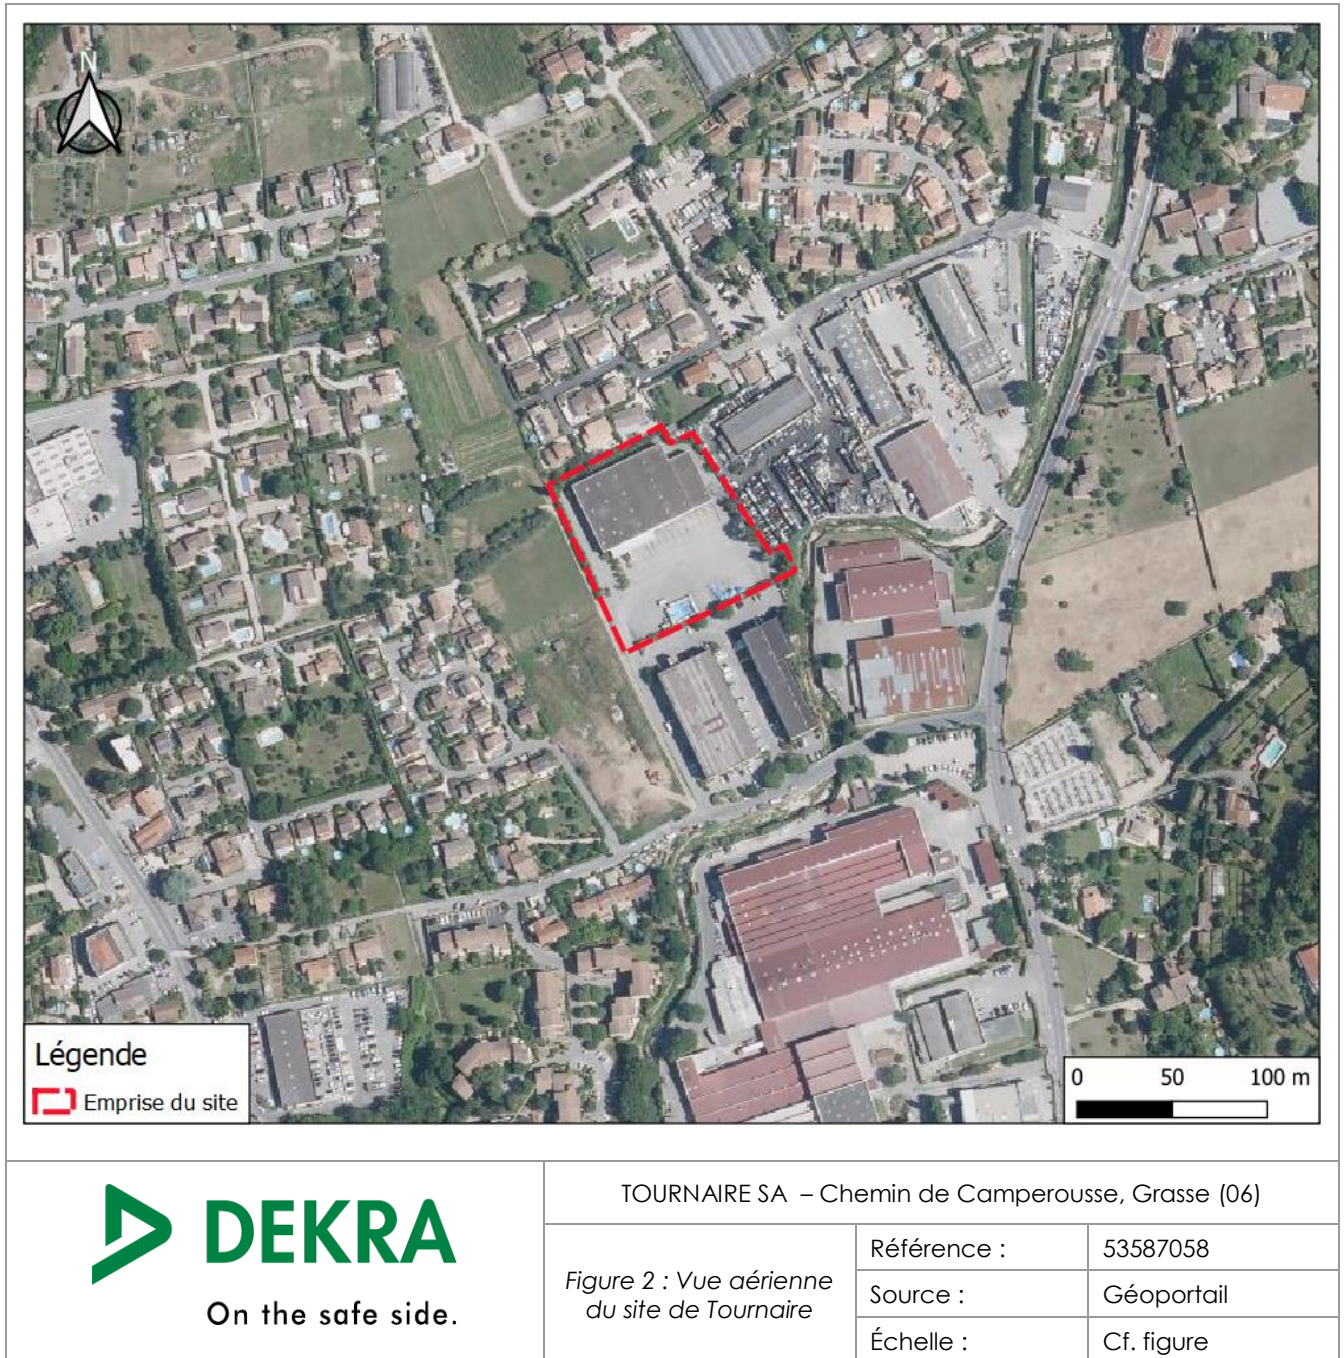 N
Légende
Emprise du site
0 50 100 m
DEKRA
On the safe side.
TOURNAIRE SA – Chemin de Camperousse, Grasse (06)
Figure 2 : Vue aérienne
du site de Tournaire
Référence : 53587058
Source : Géoportail
Échelle : Cf. figure